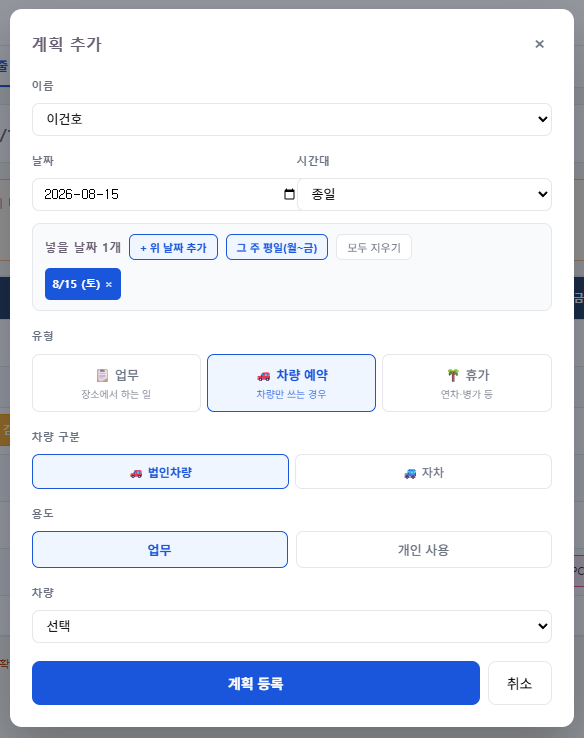 계획 추가
×
이름
이건호
날짜 시간대
2026-08-15 종일
넣을 날짜 1개 + 위 날짜 추가 그 주 평일(월~금) 모두 지우기
8/15 (토) ×
유형
업무 차량 예약 휴가
장소에서 하는 일 차량만 쓰는 경우 연차·병가 등
차량 구분
법인차량 자차
용도
업무 개인 사용
차량
선택
계획 등록 취소